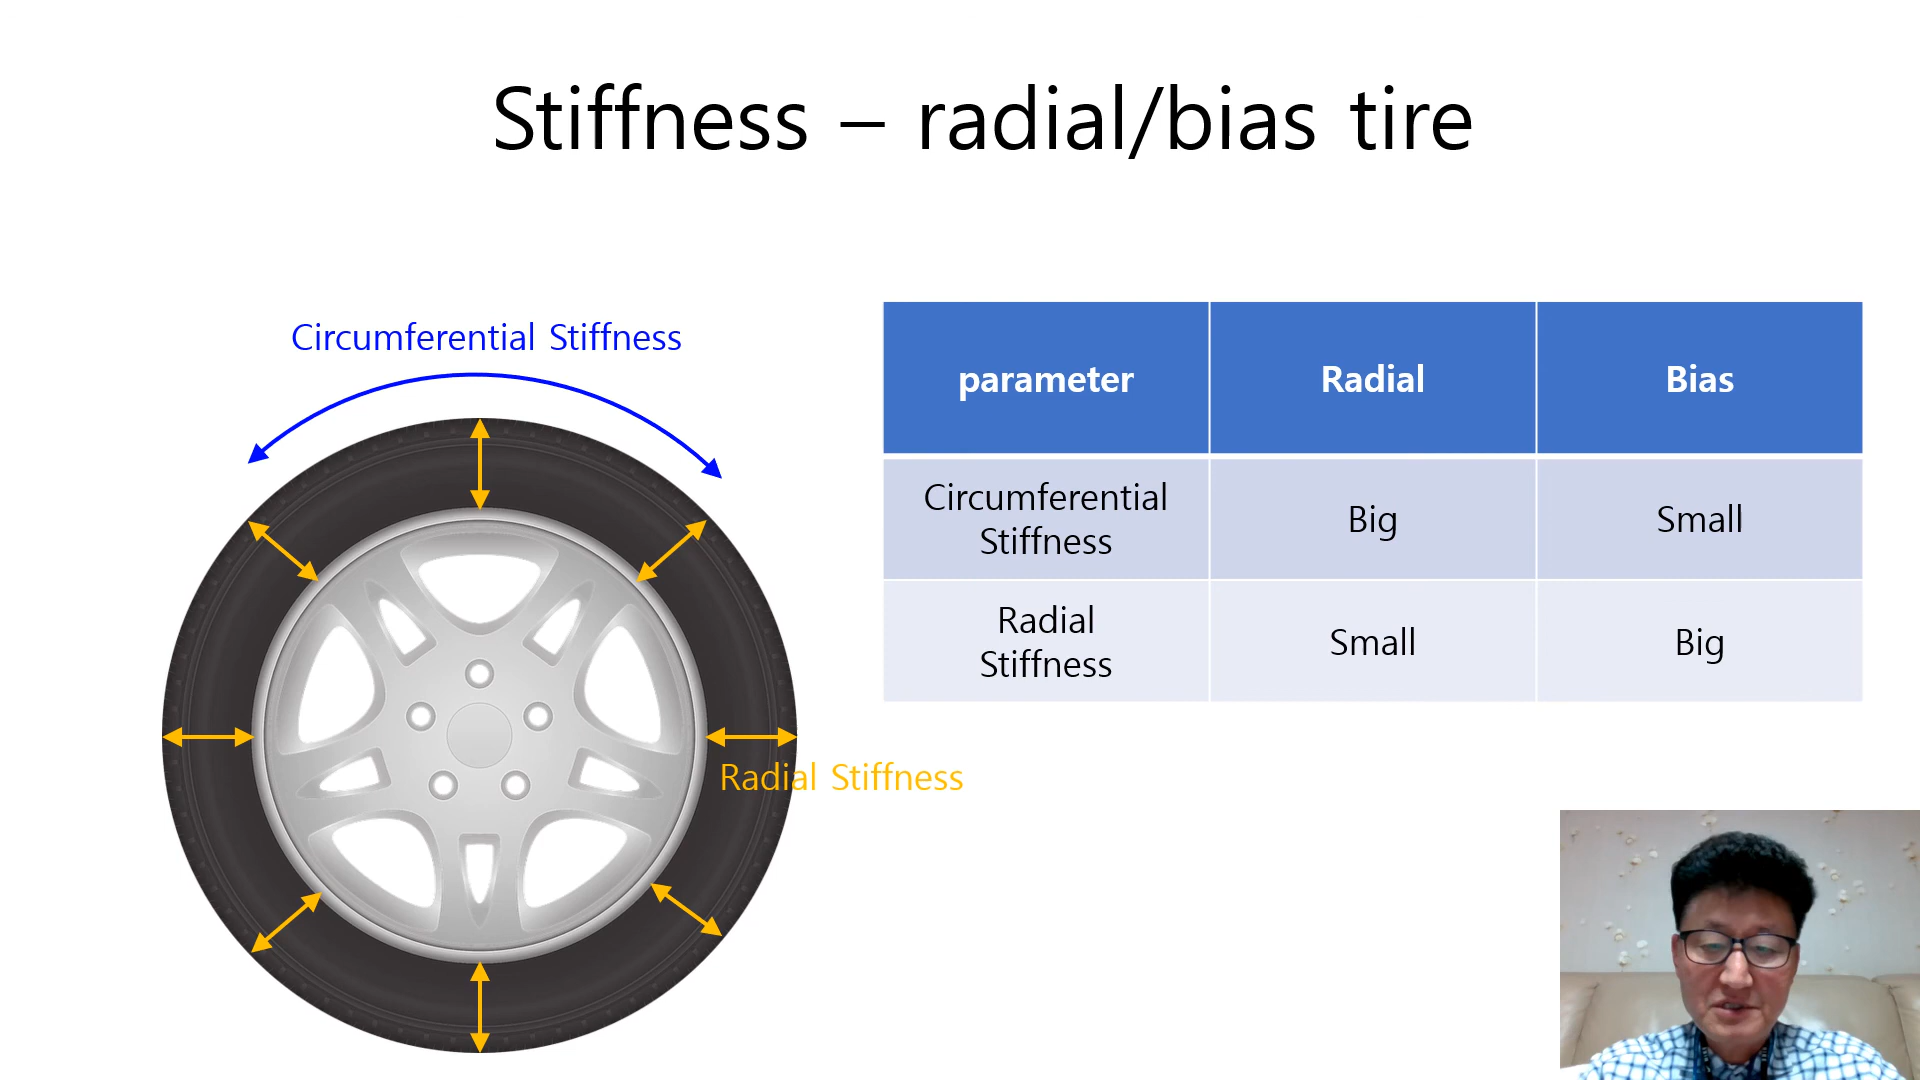 Stiffness – radial/bias tire
Circumferential Stiffness
Radial Stiffness
parameter Radial Bias
Circumferential
Stiffness
Big Small
Radial
Stiffness
Small Big